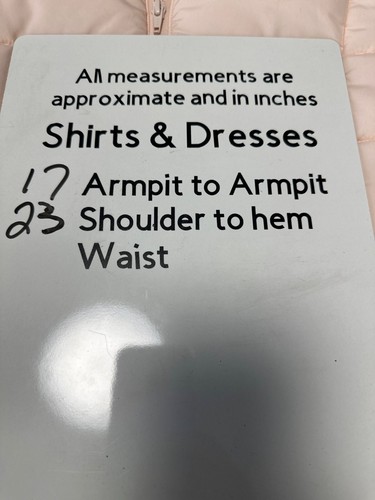 All measurements are
approximate and in inches
Shirts & Dresses
17 Armpit to Armpit
23 Shoulder to hem
Waist